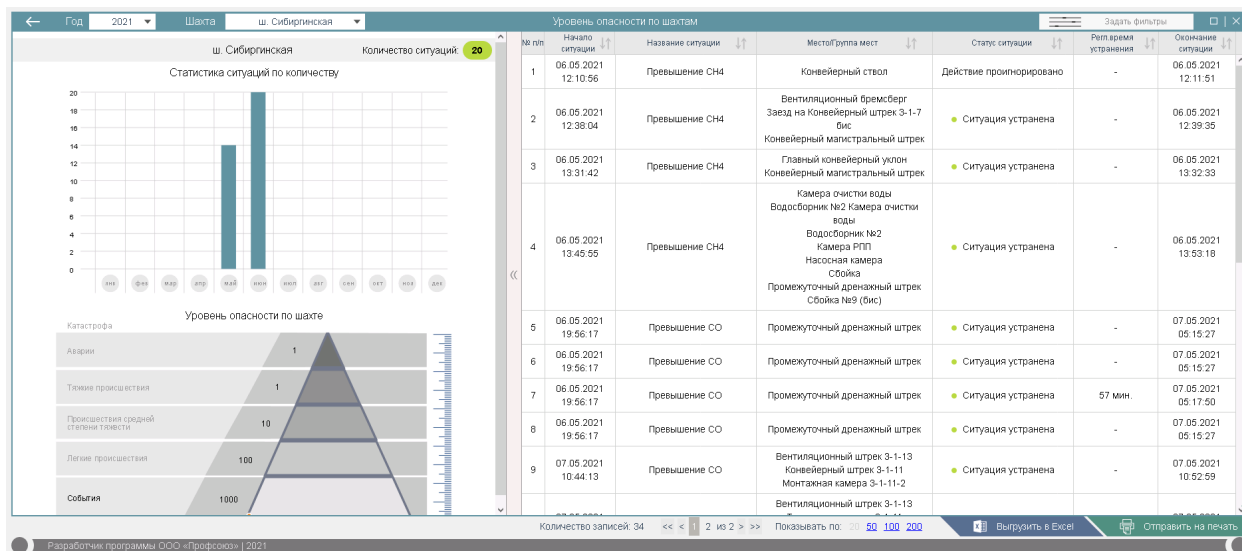 Год 2021 Шахта ш. Сибиргинская Уровень опасности по шахтам Задать фильтры
ш. Сибиргинская Количество ситуаций: 20
Статистика ситуаций по количеству
20
18
16
14
12
10
8
6
4
2
0
янв фев мар апр май июн июл авг сен окт ноя дек
Уровень опасности по шахте
Катастрофа
Аварии 1
Тяжкие происшествия 1
Происшествия средней
степени тяжести 10
Легкие происшествия 100
События 1000
№ п/п Начало ситуации Название ситуации Место/Группа мест Статус ситуации Регл.время устранения Окончание ситуации
1 06.05.2021 12:10:56 Превышение CH4 Конвейерный ствол Действие проигнорировано - 06.05.2021 12:11:51
2 06.05.2021 12:38:04 Превышение CH4 Вентиляционный бремсберг
Заезд на Конвейерный штрек 3-1-7
бис
Конвейерный магистральный штрек Ситуация устранена - 06.05.2021 12:39:35
3 06.05.2021 13:31:42 Превышение CH4 Главный конвейерный уклон
Конвейерный магистральный штрек Ситуация устранена - 06.05.2021 13:32:33
4 06.05.2021 13:45:55 Превышение CH4 Камера очистки воды
Водосборник №2 Камера очистки
воды
Водосборник №2
Камера РПП
Насосная камера
Сбойка
Промежуточный дренажный штрек
Сбойка №9 (бис) Ситуация устранена - 06.05.2021 13:53:18
5 06.05.2021 19:56:17 Превышение CO Промежуточный дренажный штрек Ситуация устранена - 07.05.2021 05:15:27
6 06.05.2021 19:56:17 Превышение CO Промежуточный дренажный штрек Ситуация устранена - 07.05.2021 05:15:27
7 06.05.2021 19:56:17 Превышение CO Промежуточный дренажный штрек Ситуация устранена 57 мин. 07.05.2021 05:17:50
8 06.05.2021 19:56:17 Превышение CO Промежуточный дренажный штрек Ситуация устранена - 07.05.2021 05:15:27
9 07.05.2021 10:44:13 Превышение CO Вентиляционный штрек 3-1-13
Конвейерный штрек 3-1-11
Монтажная камера 3-1-11-2 Ситуация устранена - 07.05.2021 10:52:59
Вентиляционный штрек 3-1-13
Количество записей: 34 << < 1 2 из 2 > >> Показывать по: 20 50 100 200 Выгрузить в Excel Отправить на печать
Разработчик программы ООО «Профсоюз» | 2021